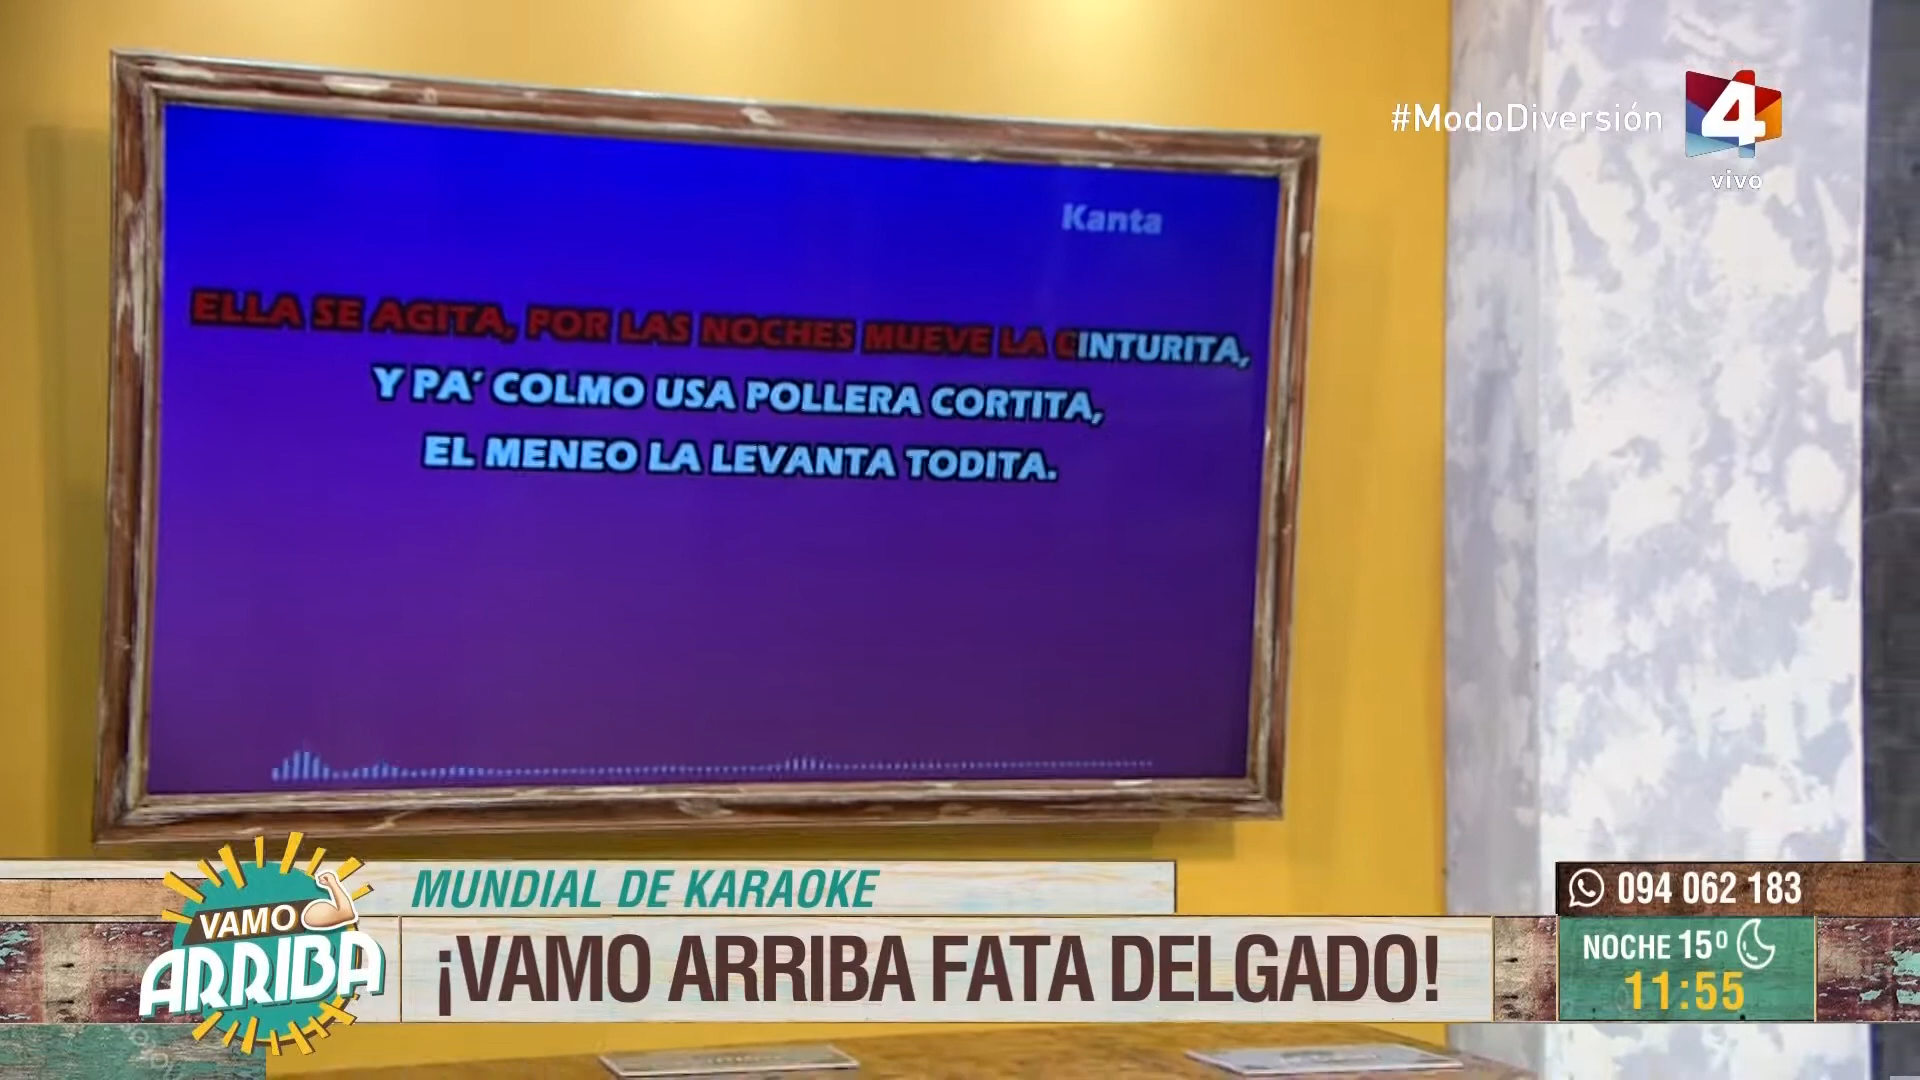 #ModoDiversión
4
vivo
Kanta
ELLA SE AGITA, POR LAS NOCHES MUEVE LA CINTURITA,
Y PA' COLMO USA POLLERA CORTITA,
EL MENEO LA LEVANTA TODITA.
VAMO
ARRIBA
MUNDIAL DE KARAOKE
¡VAMO ARRIBA FATA DELGADO!
094 062 183
NOCHE 15º
11:55